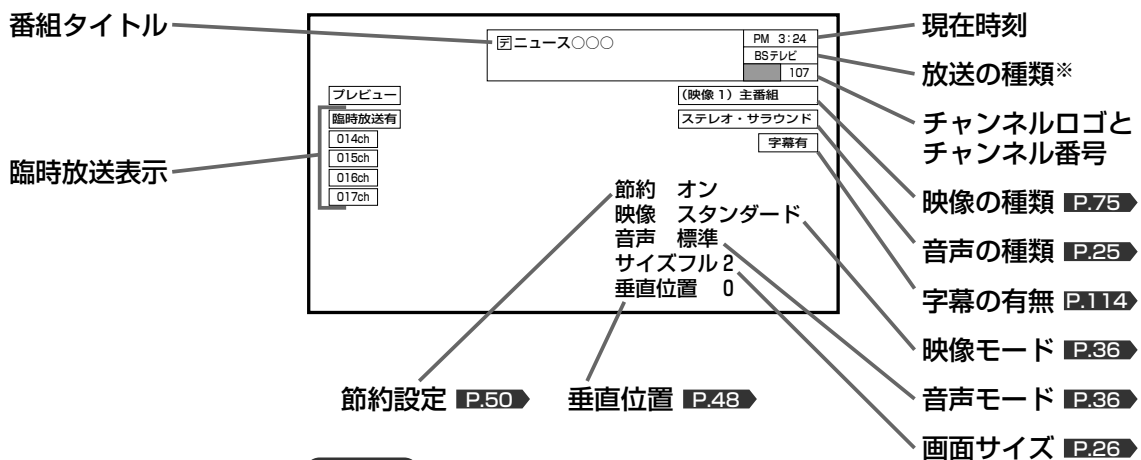 番組タイトル
デニュース○○○
PM 3:24
BSテレビ
107
現在時刻
放送の種類※
チャンネルロゴと
チャンネル番号
プレビュー
臨時放送有
014ch
015ch
016ch
017ch
臨時放送表示
(映像1) 主番組
ステレオ・サラウンド
字幕有
節約 オン
映像 スタンダード
音声 標準
サイズフル2
垂直位置 0
映像の種類 P.75
音声の種類 P.25
字幕の有無 P.114
映像モード P.36
音声モード P.36
画面サイズ P.26
節約設定 P.50
垂直位置 P.48